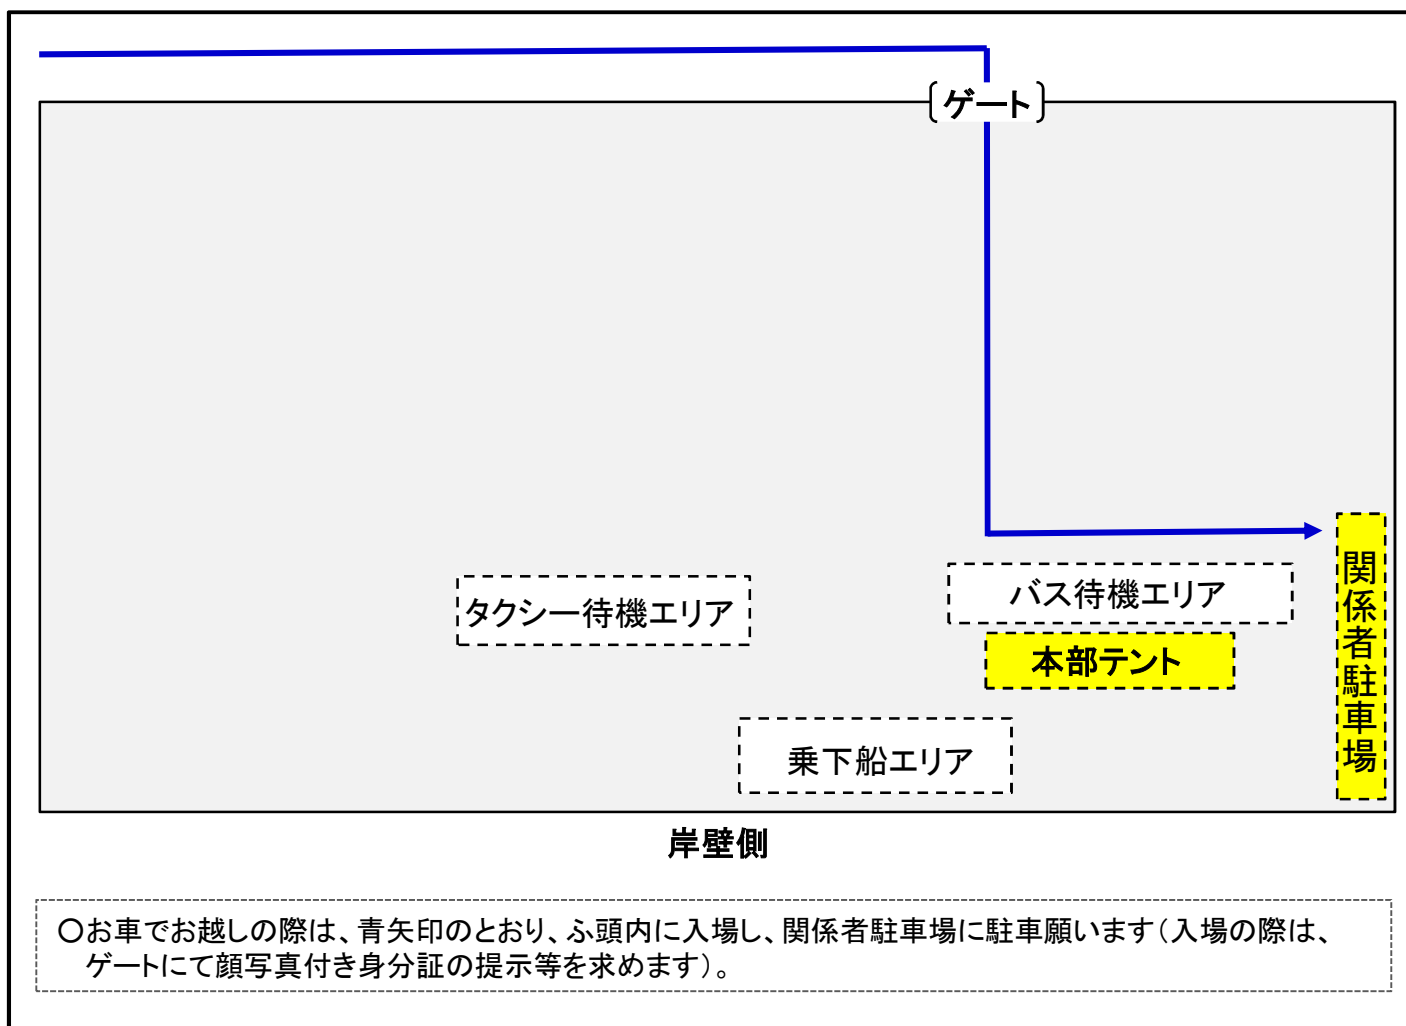 〔ゲート〕
関係者駐車場
バス待機エリア
タクシー待機エリア
本部テント
乗下船エリア
岸壁側
○お車でお越しの際は、青矢印のとおり、ふ頭内に入場し、関係者駐車場に駐車願います(入場の際は、
ゲートにて顔写真付き身分証の提示等を求めます)。